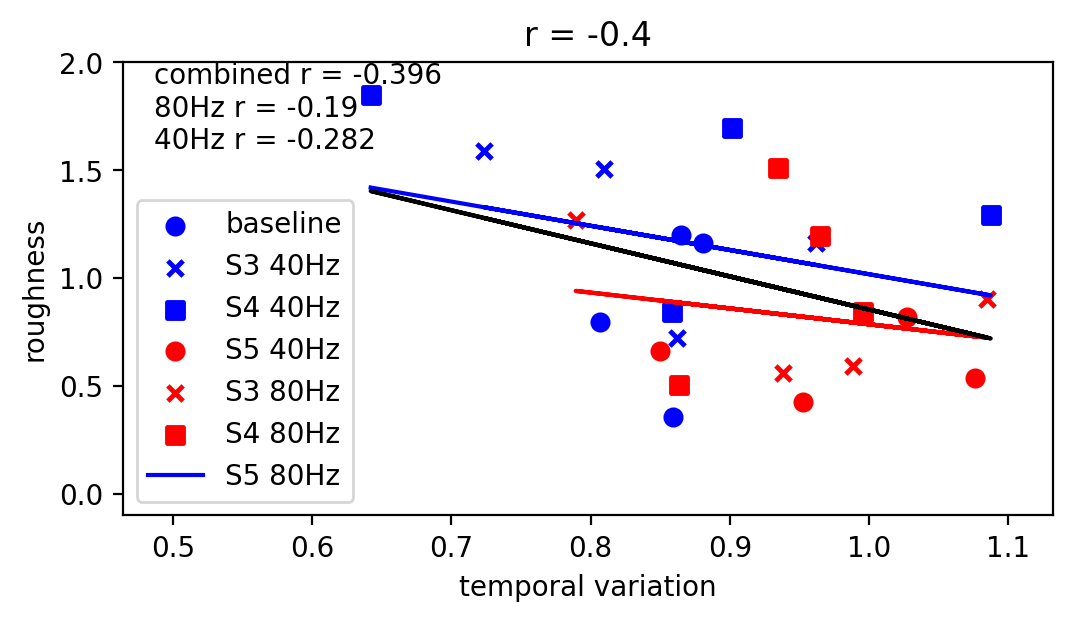 r = -0.4
combined r = -0.396
80Hz r = -0.19
40Hz r = -0.282
baseline
S3 40Hz
S4 40Hz
S5 40Hz
S3 80Hz
S4 80Hz
S5 80Hz
roughness
2.0
1.5
1.0
0.5
0.0
0.5 0.6 0.7 0.8 0.9 1.0 1.1
temporal variation